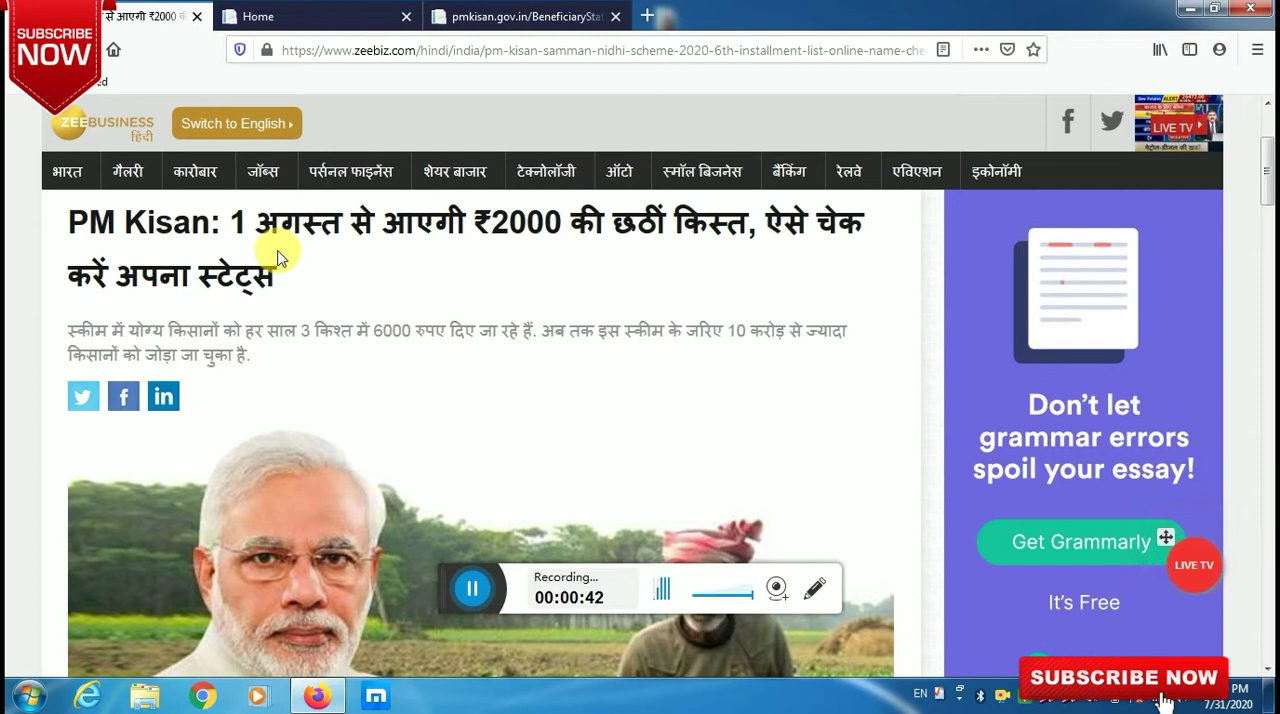 से आएगी ₹2000
Home
pmkisan.gov.in/BeneficiarySta
SUBSCRIBE
NOW
https://www.zeebiz.com/hindi/india/pm-kisan-samman-nidhi-scheme-2020-6th-installment-list-online-name-che
ZEEBUSINESS
हिंदी
Switch to English
LIVE TV
भारत गैलरी कारोबार जॉब्स पर्सनल फाइनेंस शेयर बाजार टेक्नोलॉजी ऑटो स्मॉल बिजनेस बैंकिंग रेलवे एविएशन इकोनॉमी
PM Kisan: 1 अगस्त से आएगी ₹2000 की छठीं किस्त, ऐसे चेक
करें अपना स्टेट्स
स्कीम में योग्य किसानों को हर साल 3 किश्त में 6000 रुपए दिए जा रहे हैं. अब तक इस स्कीम के जरिए 10 करोड़ से ज्यादा
किसानों को जोड़ा जा चुका है.
Don't let
grammar errors
spoil your essay!
Get Grammarly
It's Free
LIVE TV
Recording...
00:00:42
SUBSCRIBE NOW
EN
PM
7/31/2020